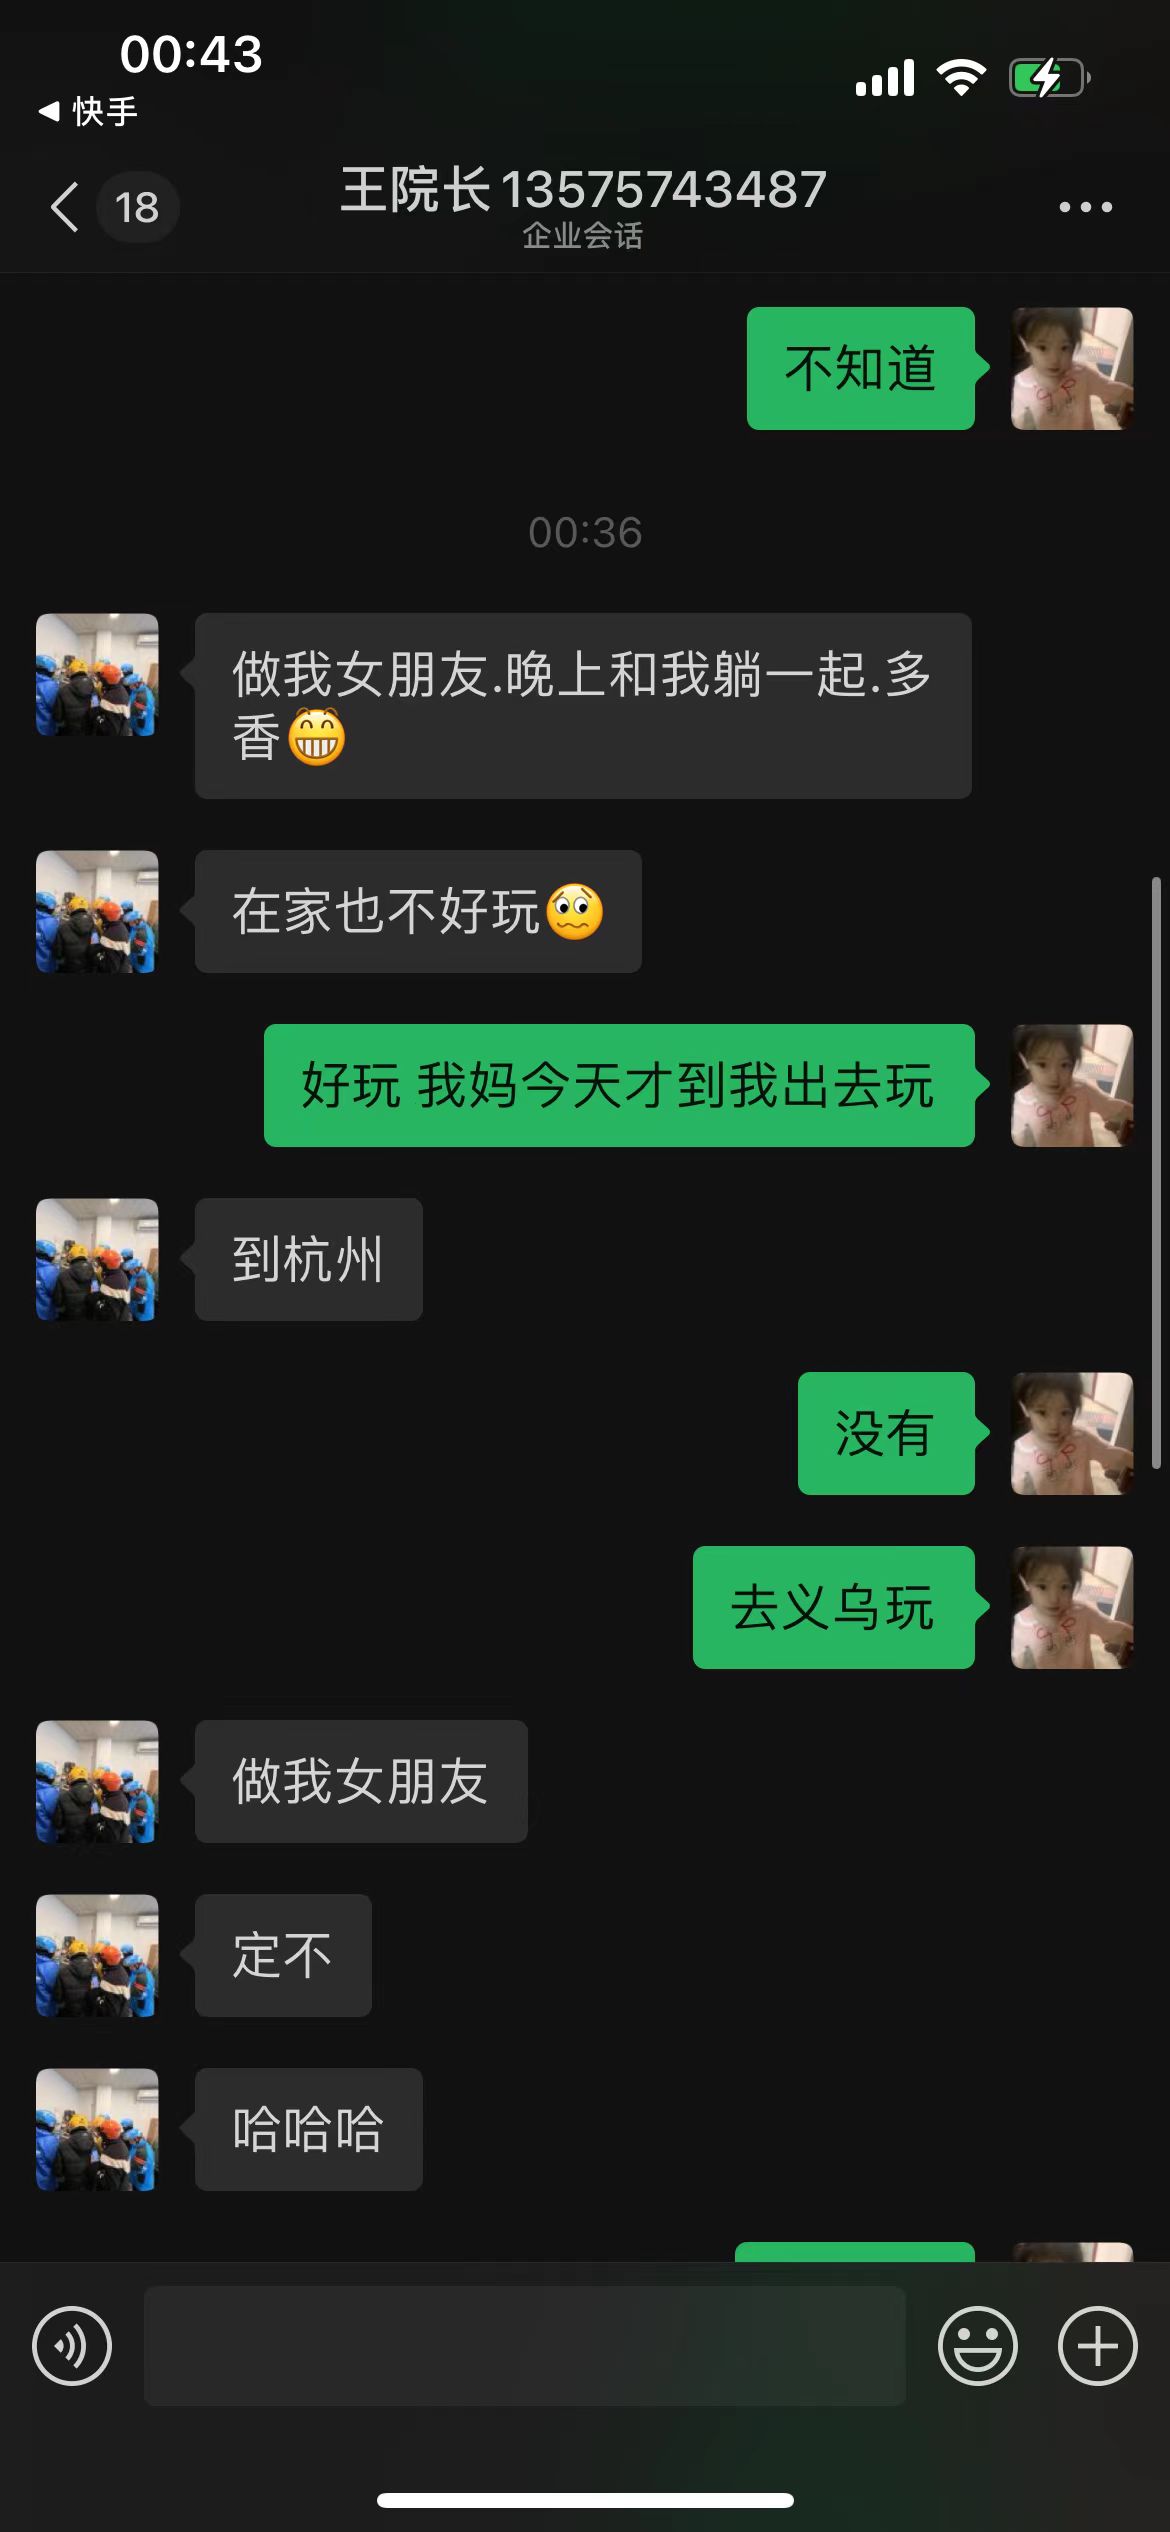 00:43
快手
18
王院长13575743487
企业会话
不知道
00:36
做我女朋友.晚上和我躺一起.多
香😁
在家也不好玩🥴
好玩 我妈今天才到我出去玩
到杭州
没有
去义乌玩
做我女朋友
定不
哈哈哈